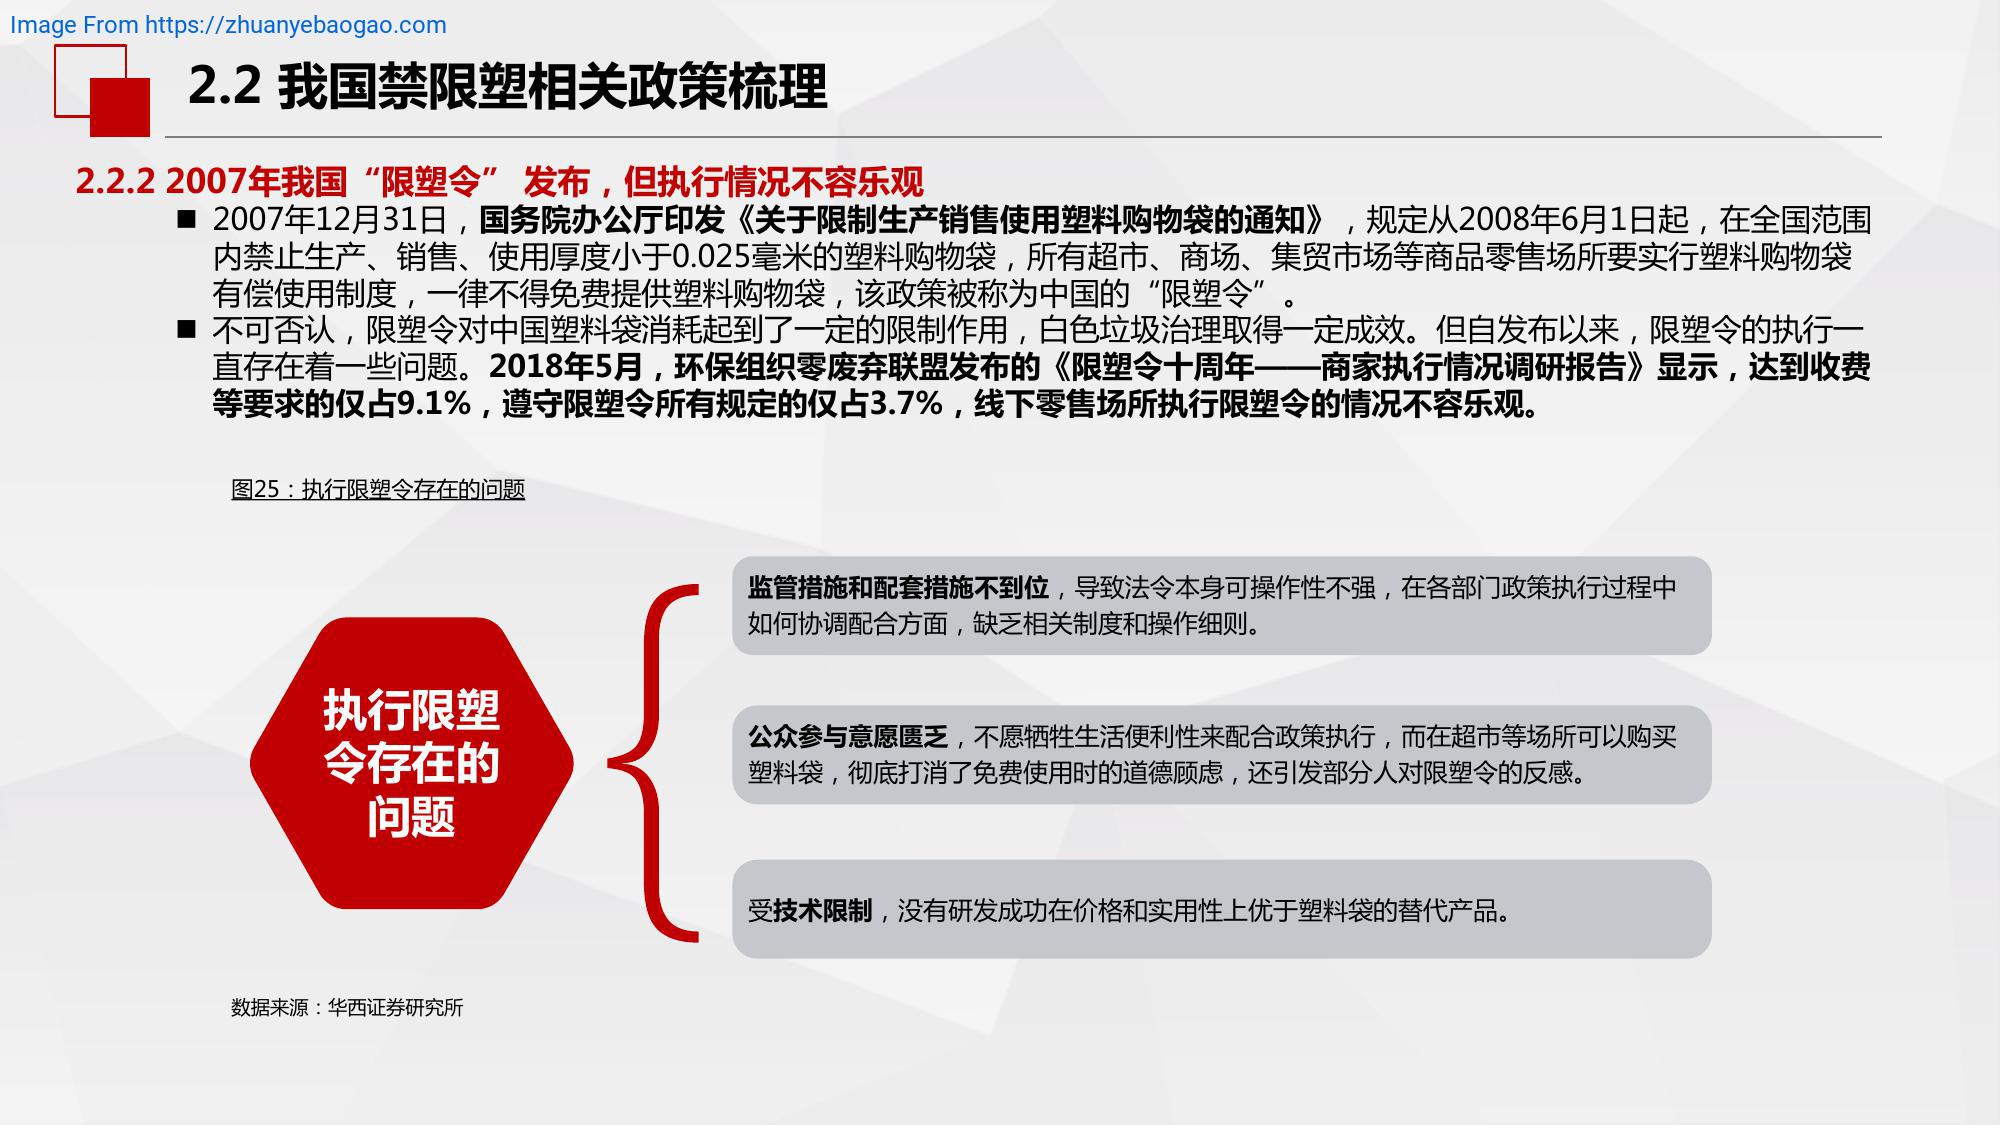 Image From https://zhuanyebaogao.com
2.2 我国禁限塑相关政策梳理
2.2.2 2007年我国“限塑令” 发布，但执行情况不容乐观
■ 2007年12月31日，国务院办公厅印发《关于限制生产销售使用塑料购物袋的通知》，规定从2008年6月1日起，在全国范围
内禁止生产、销售、使用厚度小于0.025毫米的塑料购物袋，所有超市、商场、集贸市场等商品零售场所要实行塑料购物袋
有偿使用制度，一律不得免费提供塑料购物袋，该政策被称为中国的“限塑令”。
■ 不可否认，限塑令对中国塑料袋消耗起到了一定的限制作用，白色垃圾治理取得一定成效。但自发布以来，限塑令的执行一
直存在着一些问题。2018年5月，环保组织零废弃联盟发布的《限塑令十周年——商家执行情况调研报告》显示，达到收费
等要求的仅占9.1%，遵守限塑令所有规定的仅占3.7%，线下零售场所执行限塑令的情况不容乐观。
图25：执行限塑令存在的问题
执行限塑
令存在的
问题
监管措施和配套措施不到位，导致法令本身可操作性不强，在各部门政策执行过程中
如何协调配合方面，缺乏相关制度和操作细则。
公众参与意愿匮乏，不愿牺牲生活便利性来配合政策执行，而在超市等场所可以购买
塑料袋，彻底打消了免费使用时的道德顾虑，还引发部分人对限塑令的反感。
受技术限制，没有研发成功在价格和实用性上优于塑料袋的替代产品。
数据来源：华西证券研究所